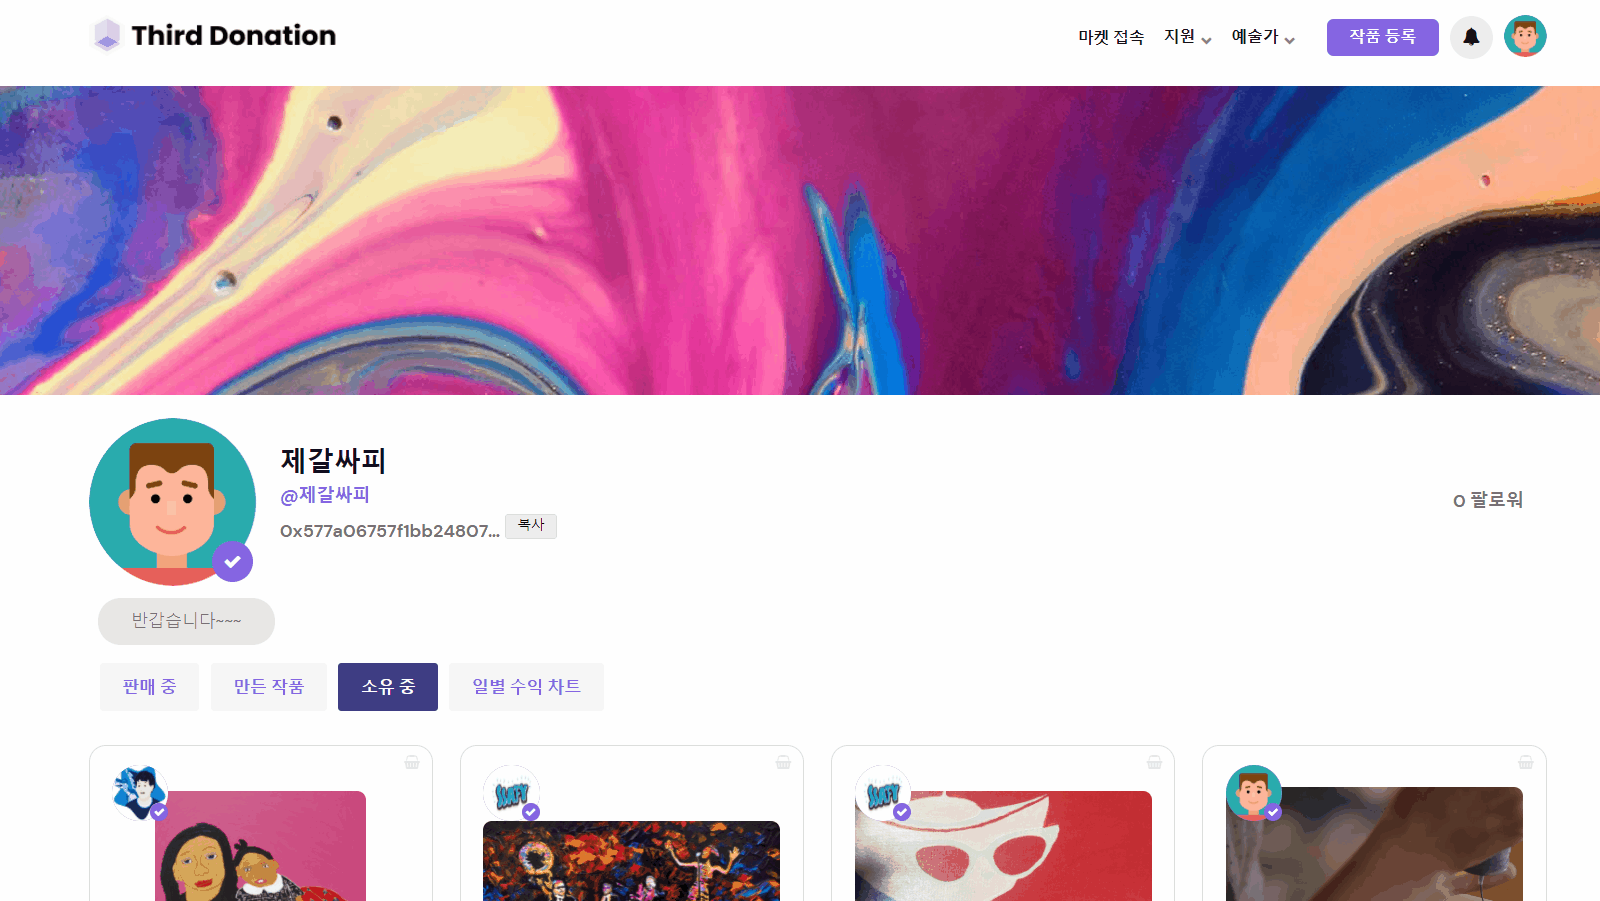 Third Donation
마켓 접속 지원 예술가 작품 등록
제갈싸피
@제갈싸피
0x577a06757f1bb24807... 복사
0 팔로워
반갑습니다~~~
판매 중 만든 작품 소유 중 일별 수익 차트
SSAFY
SSAFY